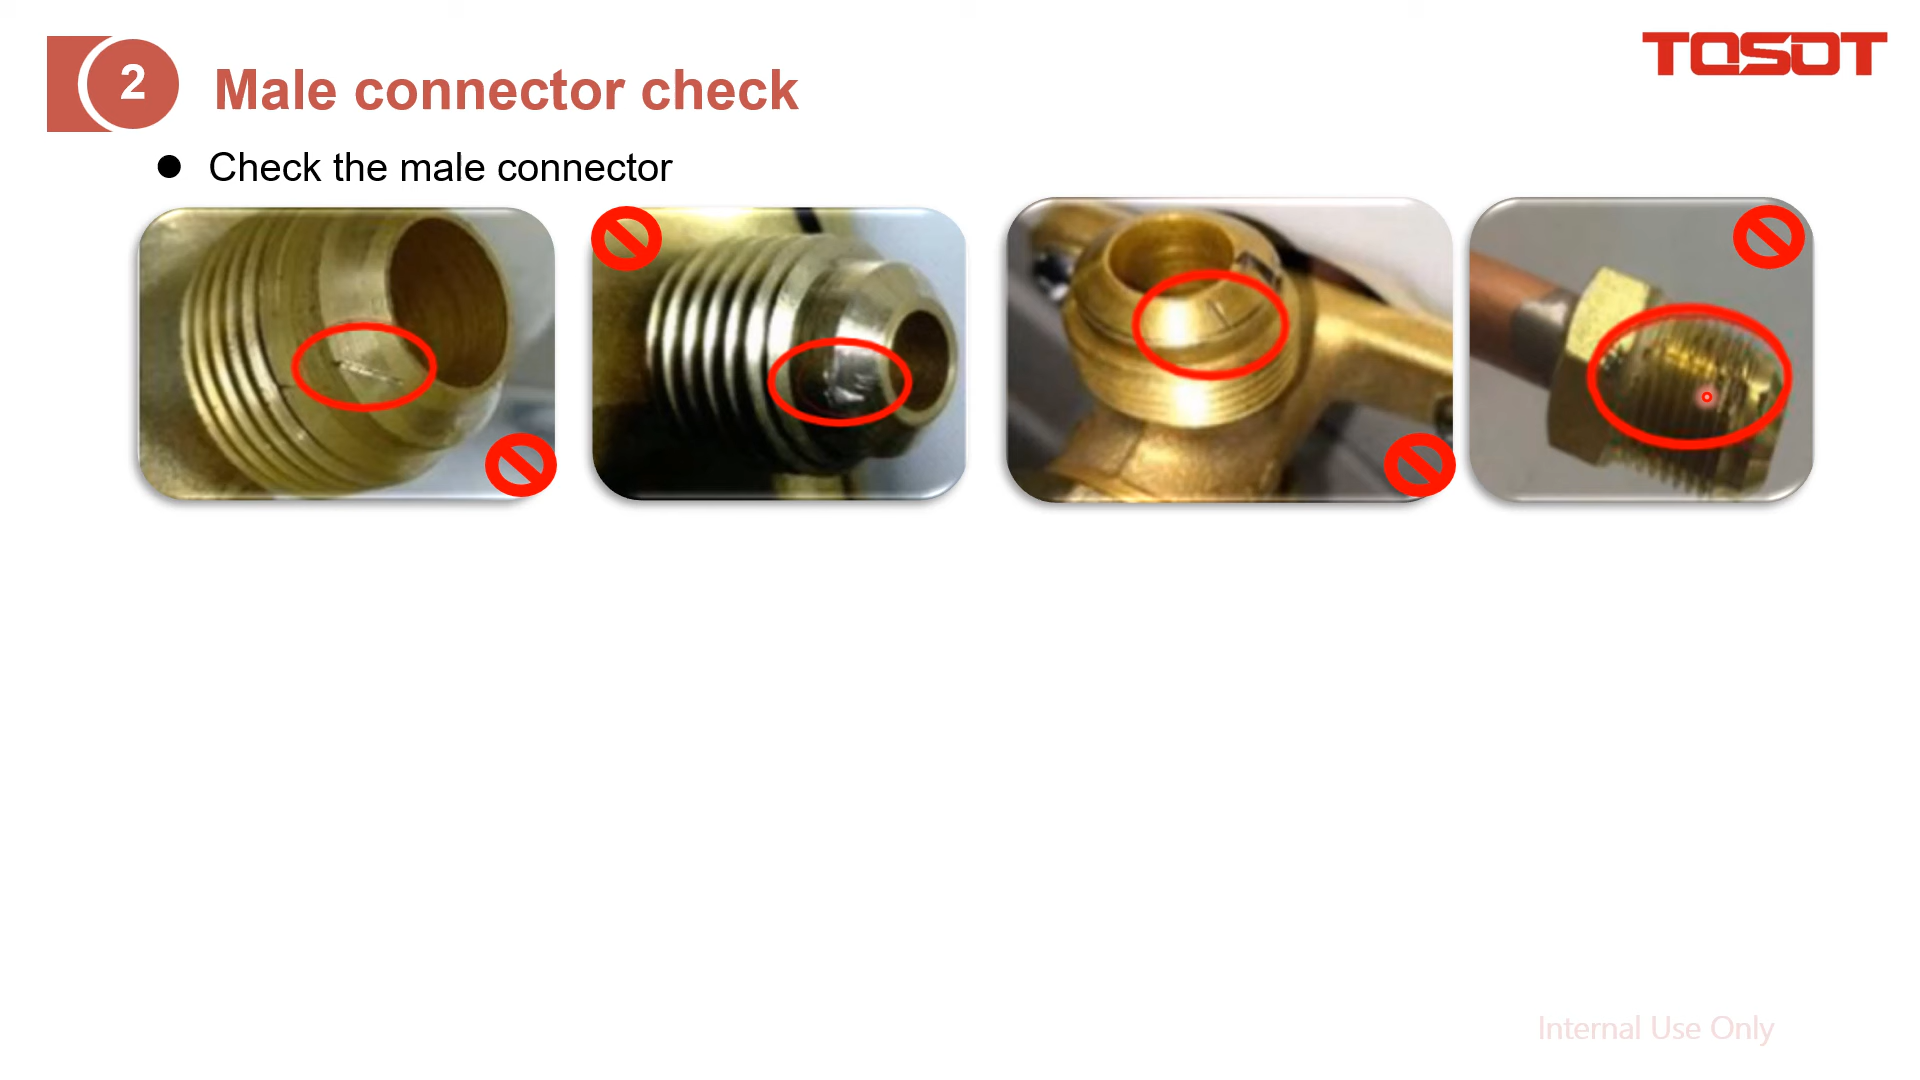 2
Male connector check
TOSOT
Check the male connector
Internal Use Only